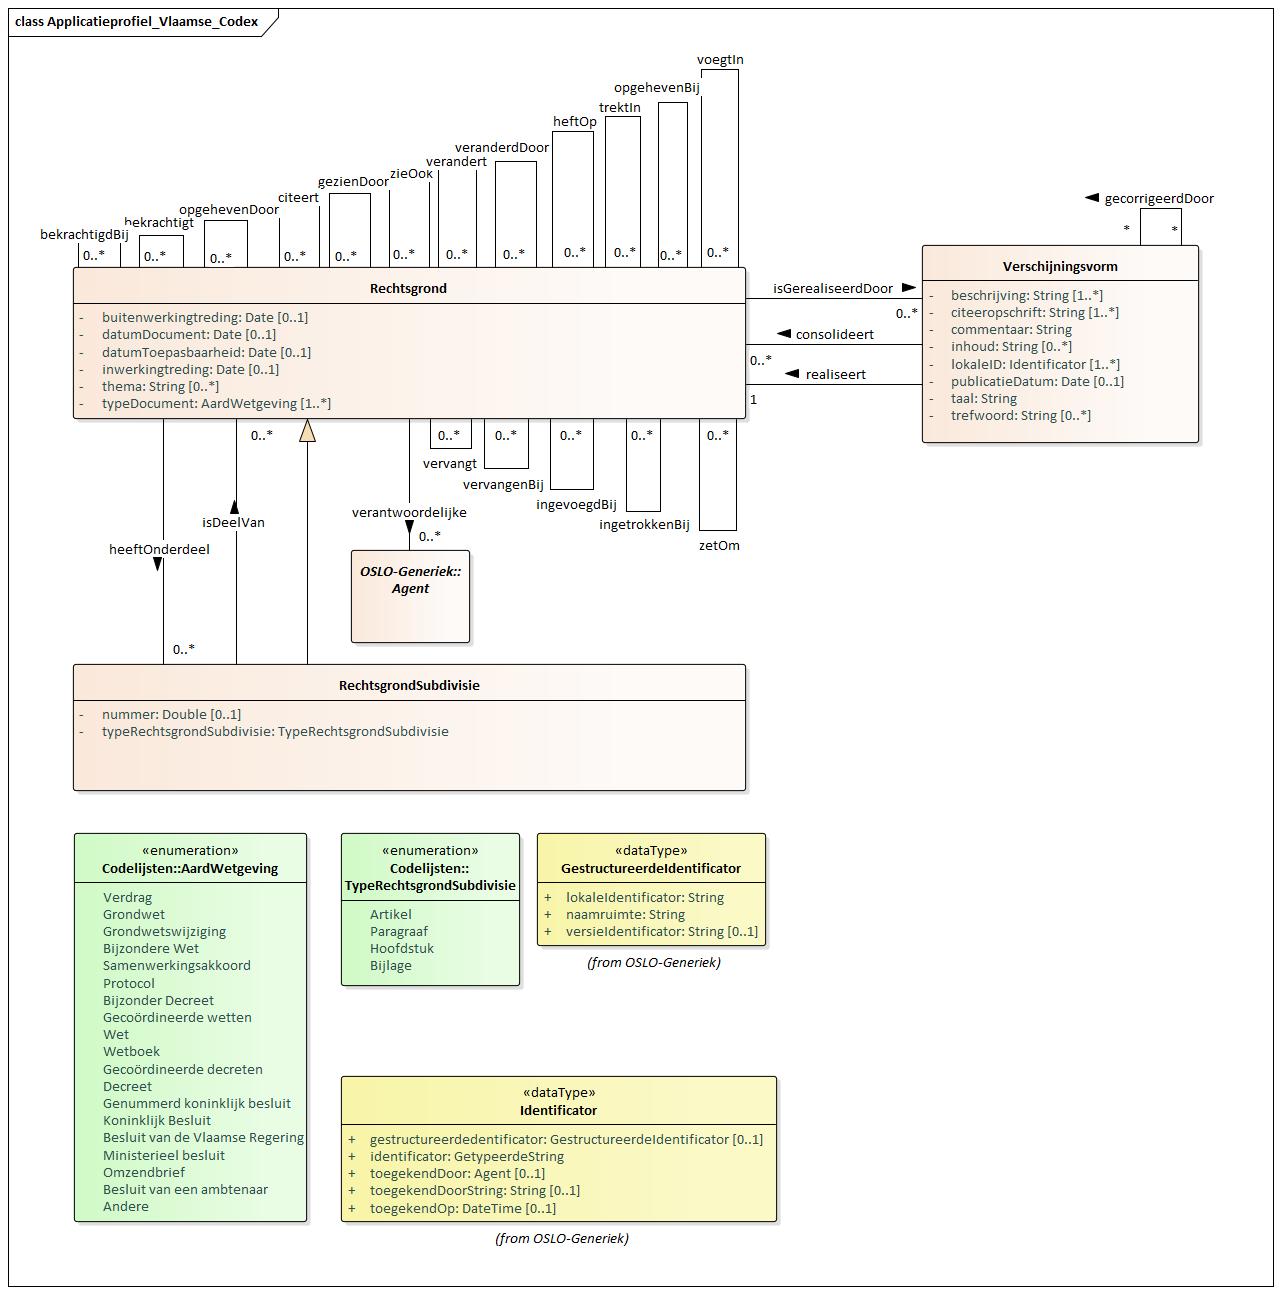 class Applicatieprofiel_Vlaamse_Codex
voegtIn
opgehevenBij
trektIn
heftOp
veranderdDoor
verandert
zieOok
gezienDoor
citeert
opgehevenDoor
bekrachtigt
bekrachtigdBij
0..*
0..*
0..*
0..*
0..*
0..*
0..*
0..*
0..*
0..*
0..*
0..*
gecorrigeerdDoor
*
*
Rechtsgrond
- buitenwerkingtreding: Date [0..1]
- datumDocument: Date [0..1]
- datumToepasbaarheid: Date [0..1]
- inwerkingtreding: Date [0..1]
- thema: String [0..*]
- typeDocument: AardWetgeving [1..*]
isGerealiseerdDoor
0..*
consolideert
0..*
realiseert
1
Verschijningsvorm
- beschrijving: String [1..*]
- citeeropschrift: String [1..*]
- commentaar: String
- inhoud: String [0..*]
- lokaleID: Identificator [1..*]
- publicatieDatum: Date [0..1]
- taal: String
- trefwoord: String [0..*]
0..*
0..*
0..*
0..*
0..*
0..*
vervangt
vervangenBij
ingevoegdBij
ingetrokkenBij
zetOm
verantwoordelijke
0..*
isDeelVan
heeftOnderdeel
0..*
OSLO-Generiek::
Agent
RechtsgrondSubdivisie
- nummer: Double [0..1]
- typeRechtsgrondSubdivisie: TypeRechtsgrondSubdivisie
«enumeration»
Codelijsten::AardWetgeving
Verdrag
Grondwet
Grondwetswijziging
Bijzondere Wet
Samenwerkingsakkoord
Protocol
Bijzonder Decreet
Gecoördineerde wetten
Wet
Wetboek
Gecoördineerde decreten
Decreet
Genummerd koninklijk besluit
Koninklijk Besluit
Besluit van de Vlaamse Regering
Ministerieel besluit
Omzendbrief
Besluit van een ambtenaar
Andere
«enumeration»
Codelijsten::
TypeRechtsgrondSubdivisie
Artikel
Paragraaf
Hoofdstuk
Bijlage
«dataType»
GestructureerdeIdentificator
+ lokaleIdentificator: String
+ naamruimte: String
+ versieIdentificator: String [0..1]
(from OSLO-Generiek)
«dataType»
Identificator
+ gestructureerdedentificator: GestructureerdeIdentificator [0..1]
+ identificator: GetypeerdeString
+ toegekendDoor: Agent [0..1]
+ toegekendDoorString: String [0..1]
+ toegekendOp: DateTime [0..1]
(from OSLO-Generiek)